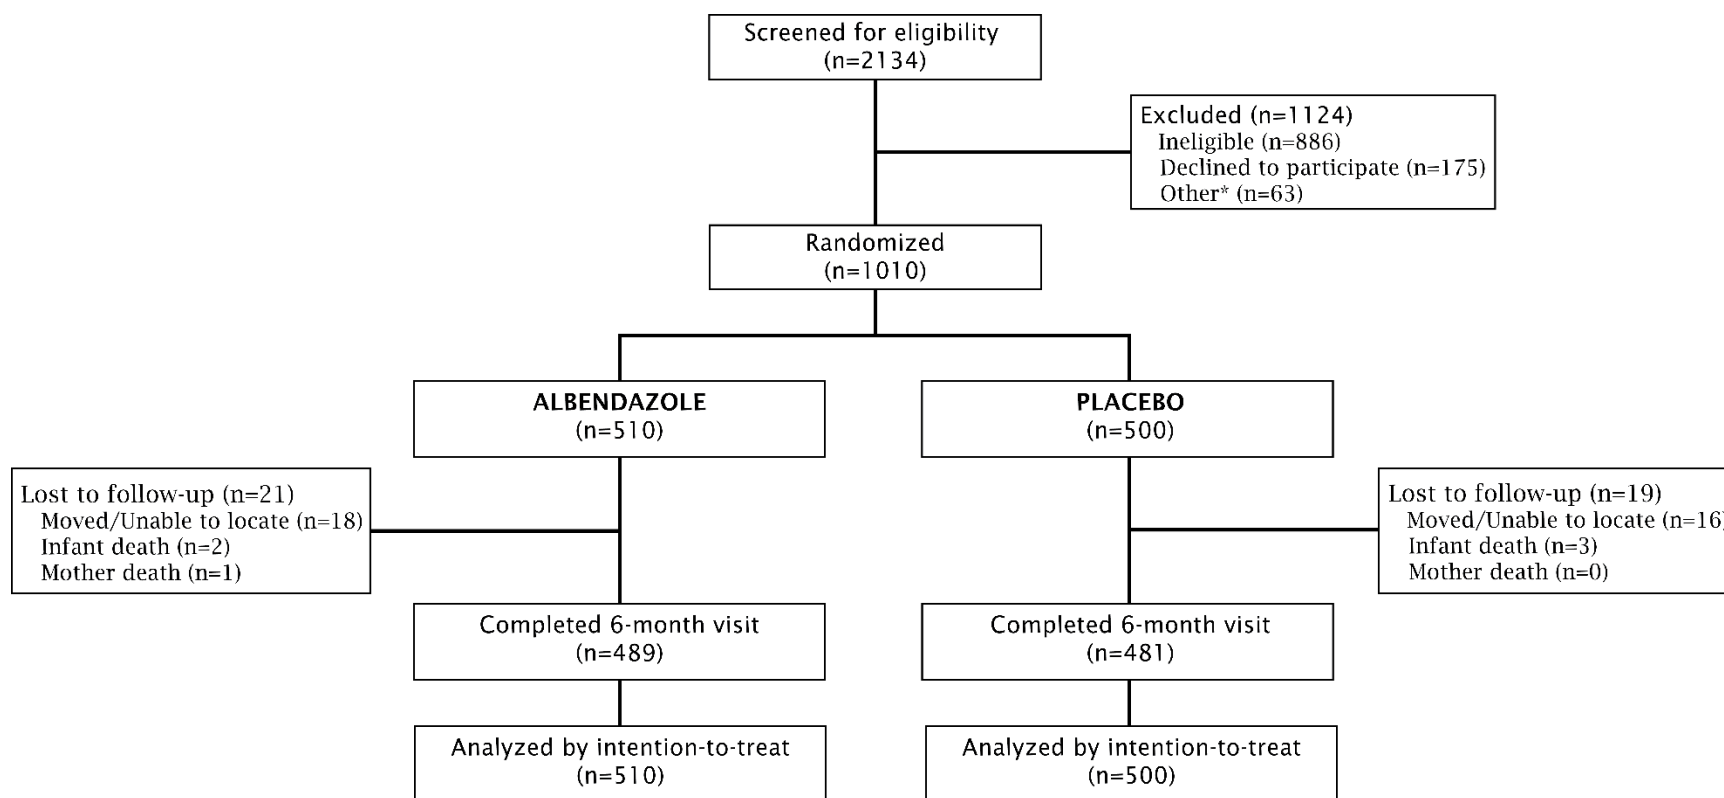 Screened for eligibility
(n=2134)
Excluded (n=1124)
Ineligible (n=886)
Declined to participate (n=175)
Other* (n=63)
Randomized
(n=1010)
ALBENDAZOLE
(n=510)
PLACEBO
(n=500)
Lost to follow-up (n=21)
Moved/Unable to locate (n=18)
Infant death (n=2)
Mother death (n=1)
Lost to follow-up (n=19)
Moved/Unable to locate (n=16)
Infant death (n=3)
Mother death (n=0)
Completed 6-month visit
(n=489)
Completed 6-month visit
(n=481)
Analyzed by intention-to-treat
(n=510)
Analyzed by intention-to-treat
(n=500)